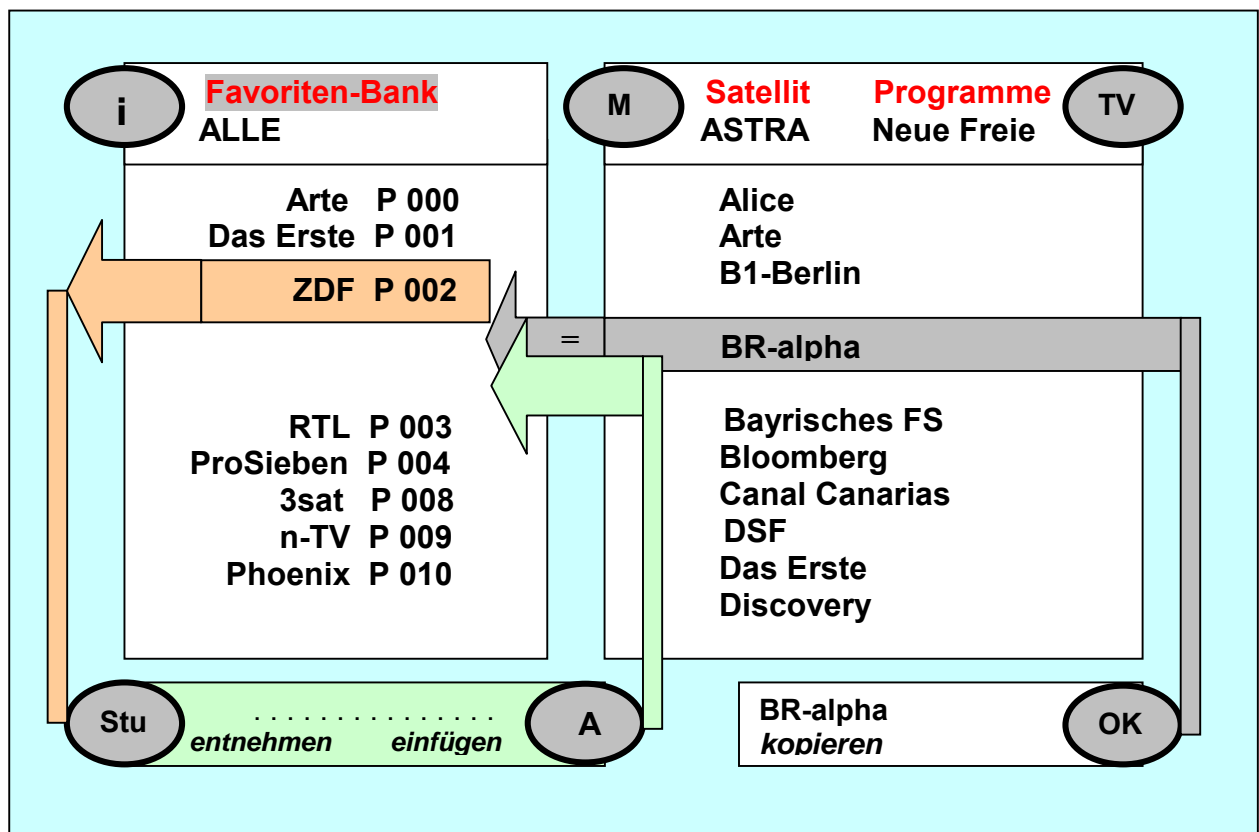 i
Favoriten-Bank
ALLE
M
Satellit Programme
ASTRA Neue Freie
TV
Arte P 000
Das Erste P 001
ZDF P 002
RTL P 003
ProSieben P 004
3sat P 008
n-TV P 009
Phoenix P 010
Alice
Arte
B1-Berlin
= BR-alpha
Bayrisches FS
Bloomberg
Canal Canarias
DSF
Das Erste
Discovery
Stu
. . . . . . . . . . . . . . .
entnehmen einfügen
A
BR-alpha
kopieren
OK